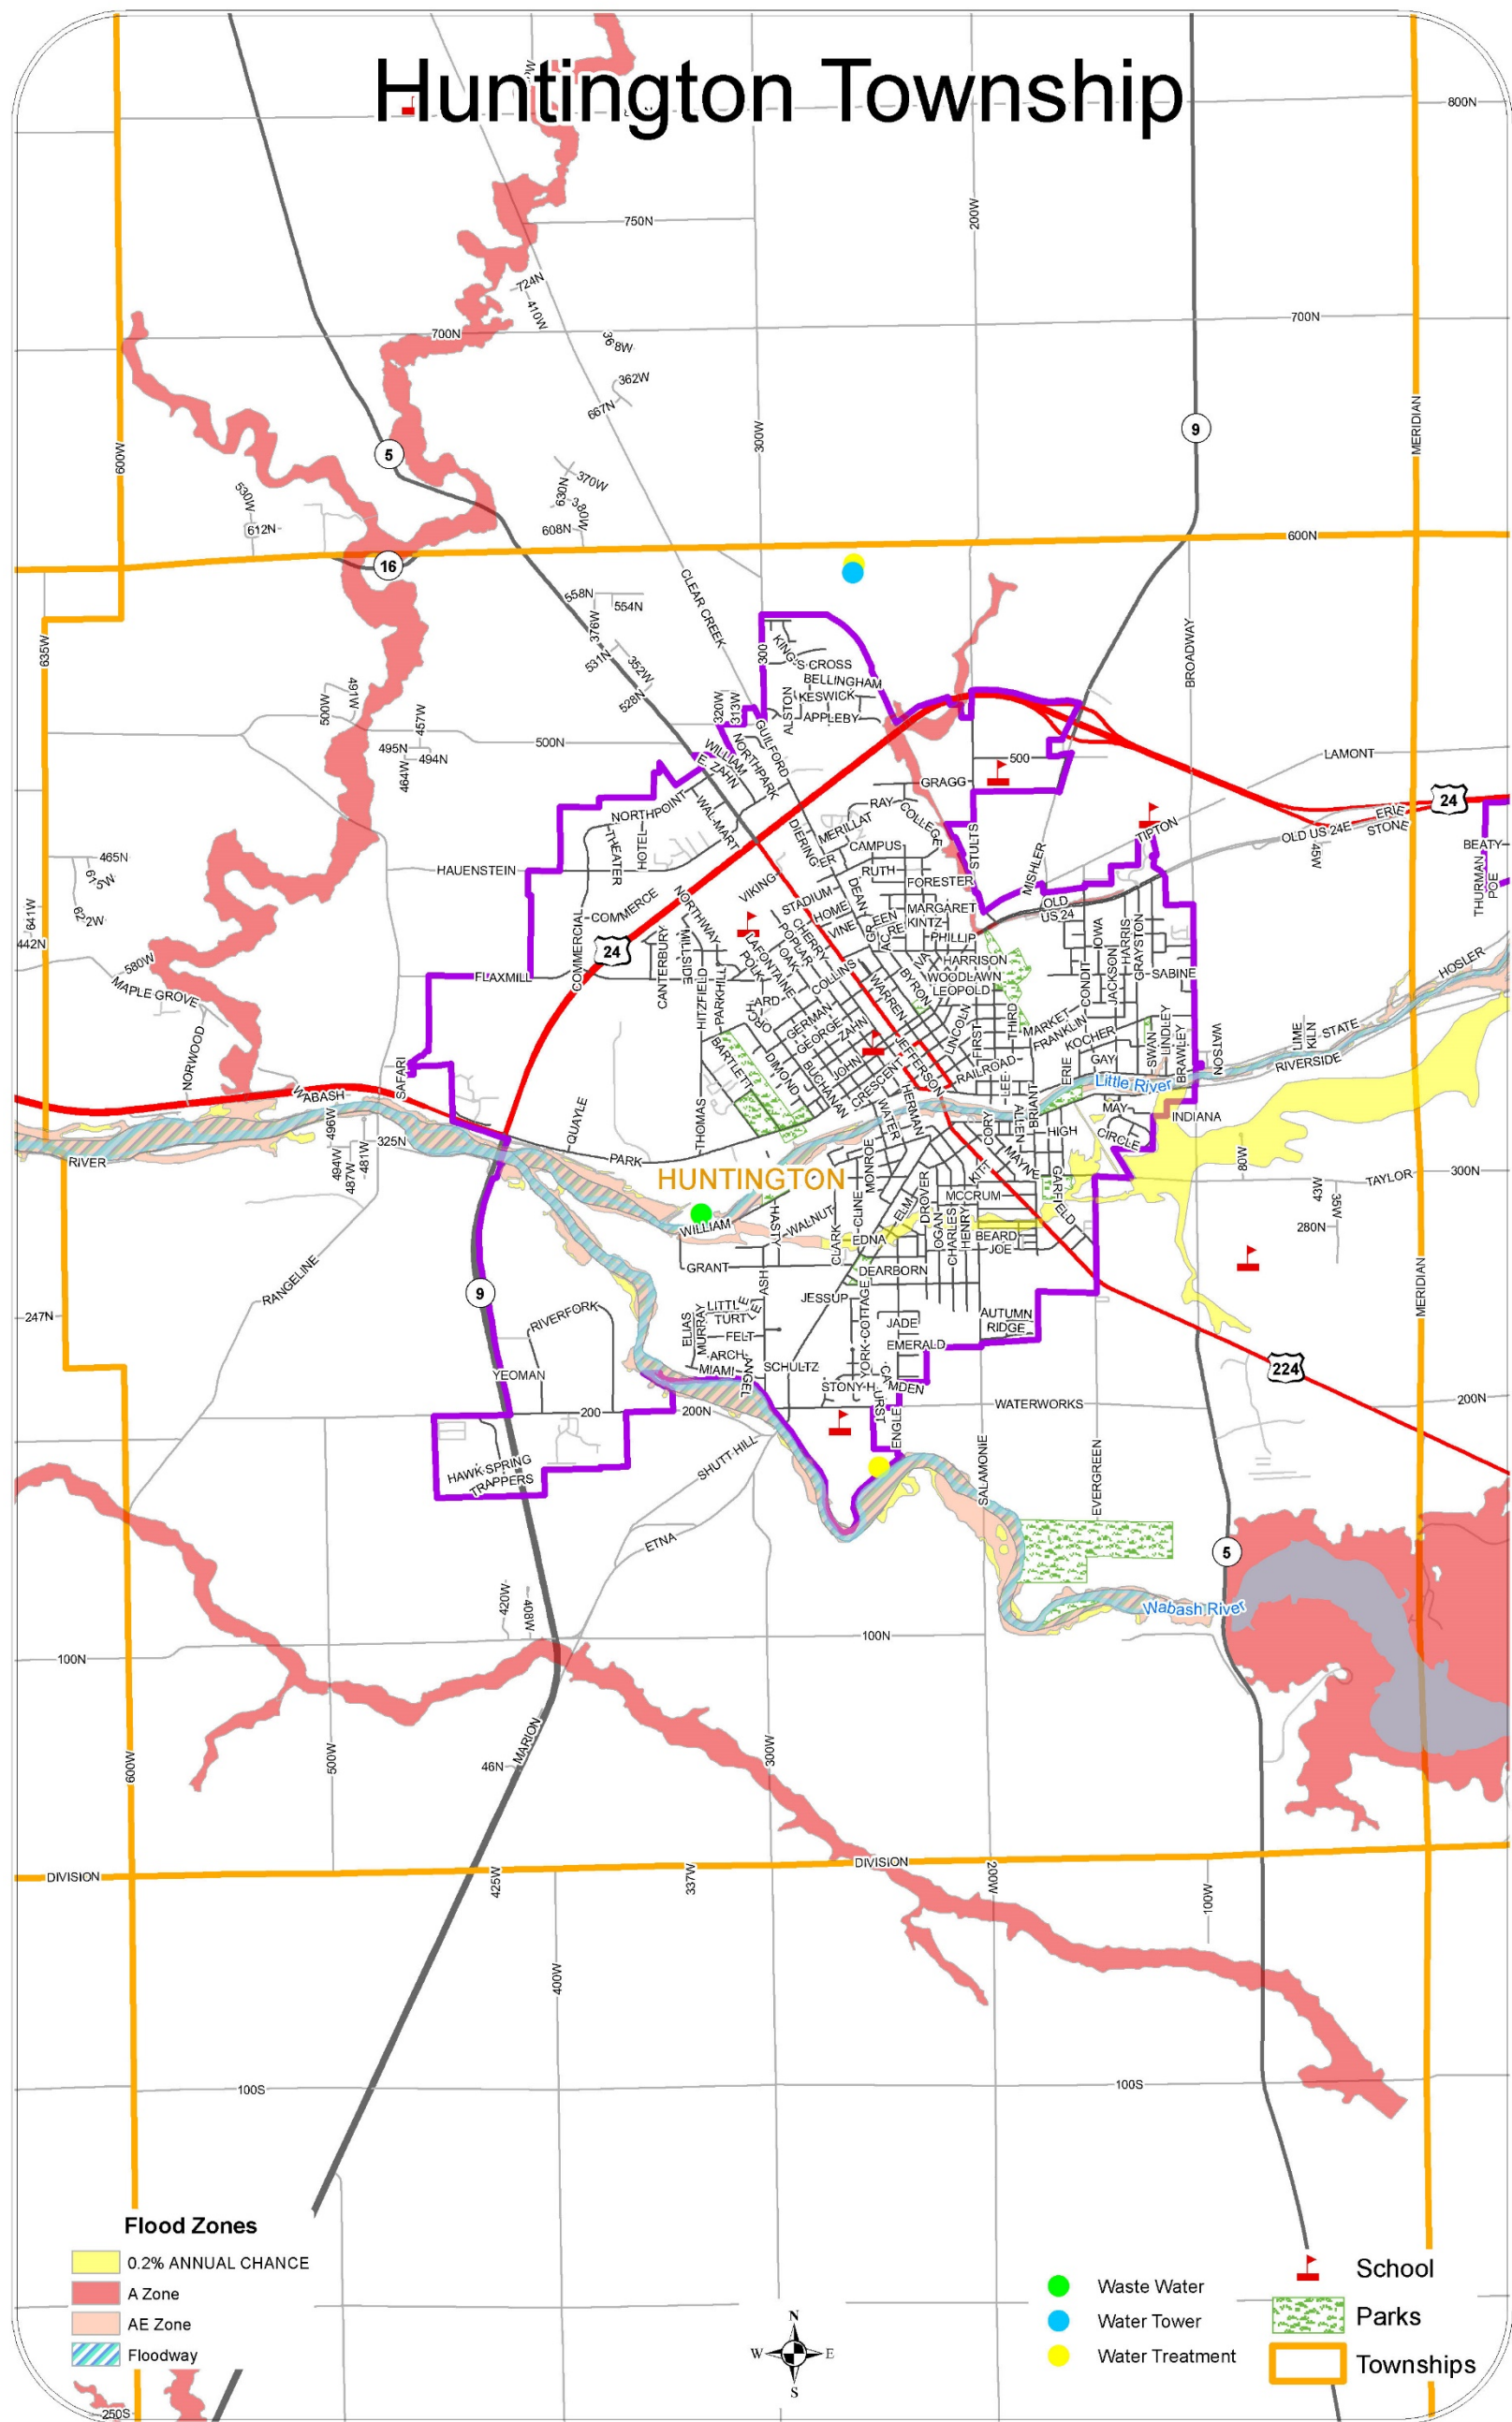 Huntington Township
800N
750N
200W
724N
410W
700N
700N
368W
362W
667N
9
MERIDIAN
300W
600W
5
370W
630N
380W
608N
530W
612N
600N
16
558N
554N
376W
531N
352W
528N
CLEAR CREEK
635W
BROADWAY
300
KING'S CROSS
BELLINGHAM
KESWICK
ALSTON
APPLEBY
491W
500W
457W
320W
313W
GUILFORD
495N
494N
464W
500N
WILLIAM
E. ZAHN
NORTHPARK
500
LAMONT
GRAGG
24
ERIE
STONE
OLD US 24E
45W
BEATY
THURMAN
POE
NORTHPOINT
WAL-MART
THEATER
HOTEL
RAY
COLLEGE
MERILLAT
DIERING
STULTS
MISHLER
TIPTON
CAMPUS
RUTH
FORESTER
465N
615W
622W
641W
442N
HAUENSTEIN
VIKING
COMMERCE
COMMERCIAL
24
NORTHWAY
STADIUM
HOME
VINE
DEAN
MARGARET
KINTZ
PHILLIP
OLD
US 24
580W
MAPLE GROVE
FLAXMILL
CANTERBURY
MILLSIDE
HITZFIELD
PARKHILL
LAFONTAINE
POLK
OAK
POPLAR
CHERRY
COLLINS
WARREN
BYRON
IVA
HARRISON
WOODLAWN
LEOPOLD
IOWA
HARRIS
GRAYSTON
CONDIT
JACKSON
SABINE
HOSLER
GERMAN
GEORGE
ZAHN
JOHN
CRESCENT
JEFFERSON
LINCOLN
FIRST
THIRD
MARKET
FRANKLIN
KOCHER
GAY
SWAN
LINDLEY
BRAWLEY
WATSON
LIME
KILN
STATE
RIVERSIDE
NORWOOD
SAFARI
WABASH
BARTLETT
DIMOND
BUCHANAN
RAILROAD
LEE
ERIE
Little River
WATER
HERMAN
496W
494W
487W
481W
325N
RIVER
QUAYLE
PARK
THOMAS
CORY
ALLEN
BRIANT
HIGH
MAY
CIRCLE
INDIANA
80W
TAYLOR
300N
HUNTINGTON
MONROE
KITT
MAYNE
MCCRUM
GARFIELD
43W
35W
280N
WILLIAM
HASTY
WALNUT
CLARK
CLINE
EDNA
ELM
DROVER
OGAN
CHARLES
HENRY
BEARD
JOE
GRANT
ASH
DEARBORN
RANGELINE
247N
9
RIVERFORK
JESSUP
ELIAS
MURRAY
LITTLE
TURTLE
FELT
ARCH
MIAMI
ANGEL
SCHULTZ
YORK-COTTAGE
JADE
EMERALD
AUTUMN
RIDGE
MERIDIAN
224
YEOMAN
STONY-H
WATERWORKS
200N
200
200N
ENGLE
SHUTT HILL
HAWK SPRING
TRAPPERS
SALAMONIE
EVERGREEN
ETNA
5
420W
408W
Wabash River
100N
100N
MARION
46N
300W
500W
600W
DIVISION
DIVISION
425W
337W
200W
100W
400W
100S
100S
Flood Zones
0.2% ANNUAL CHANCE
A Zone
AE Zone
Floodway
250S
N
W
E
S
Waste Water
Water Tower
Water Treatment
School
Parks
Townships